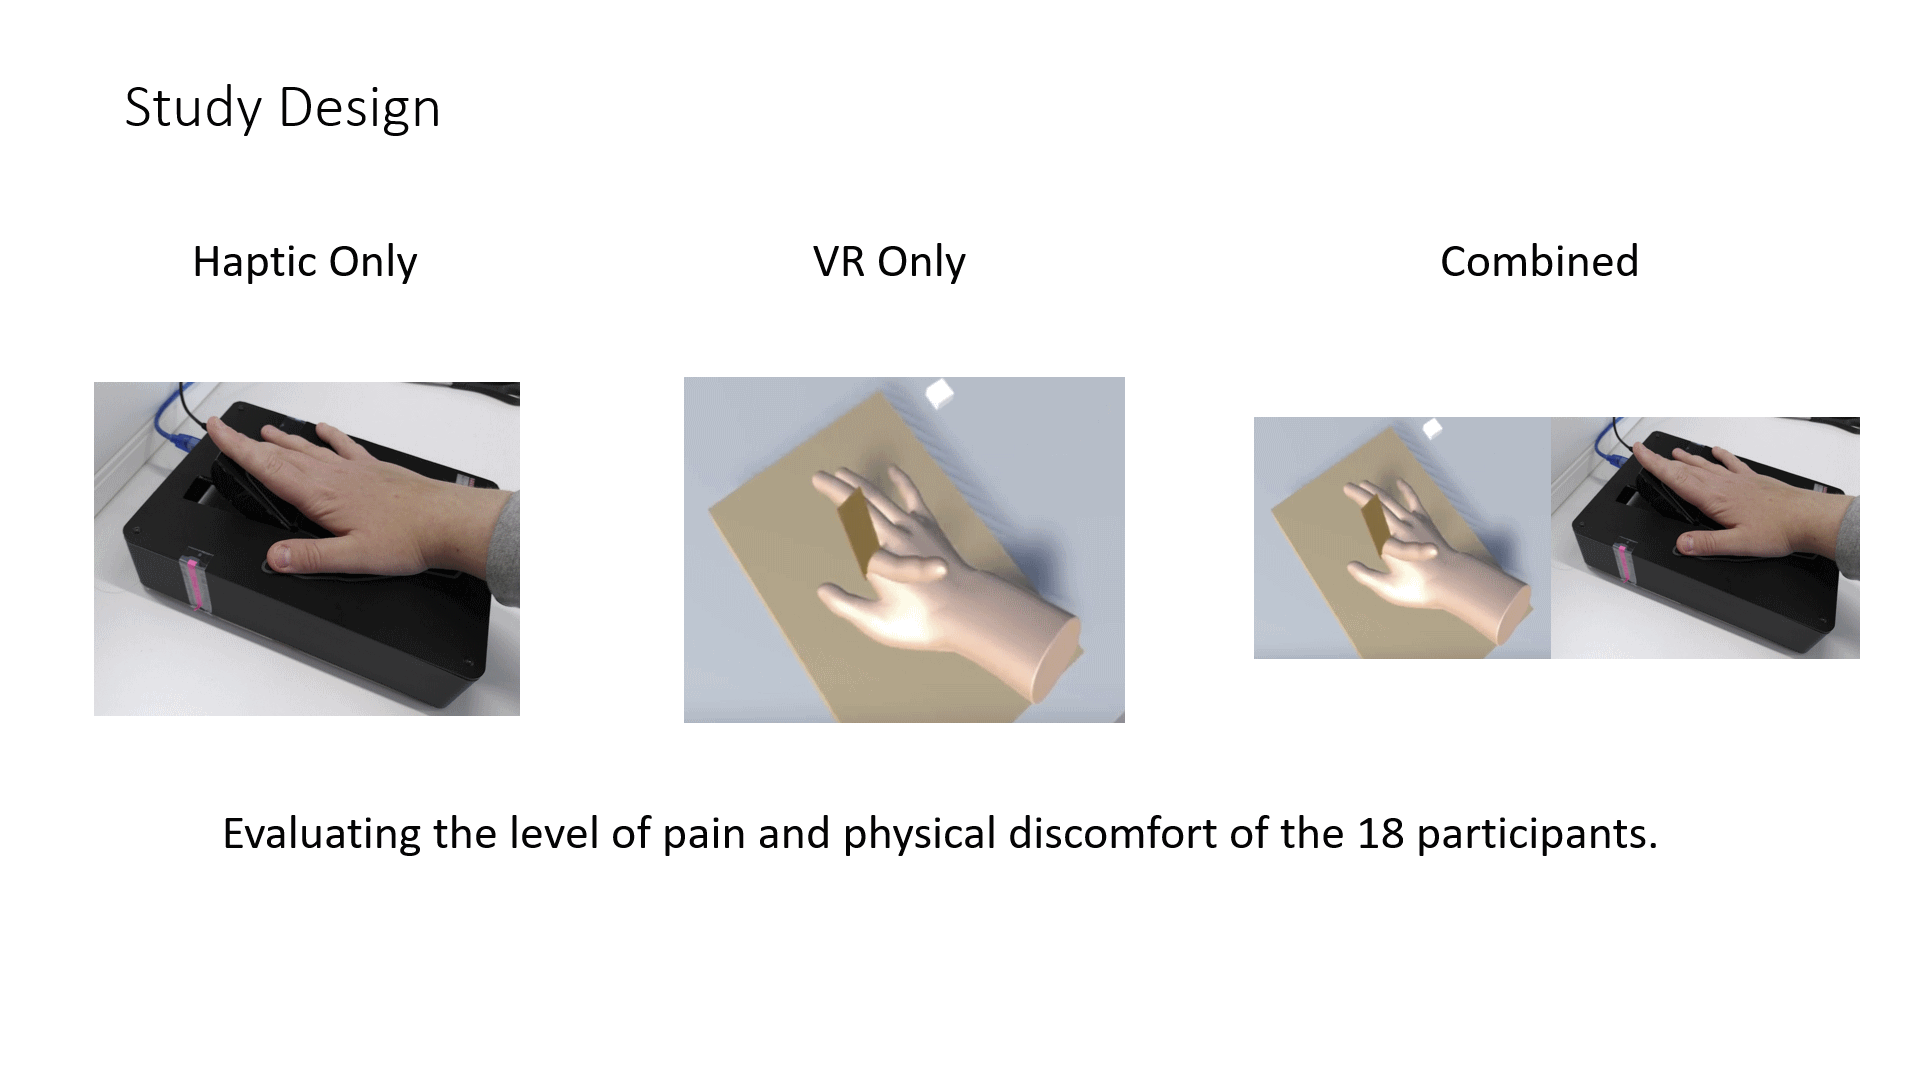 Study Design
Haptic Only
VR Only
Combined
Evaluating the level of pain and physical discomfort of the 18 participants.